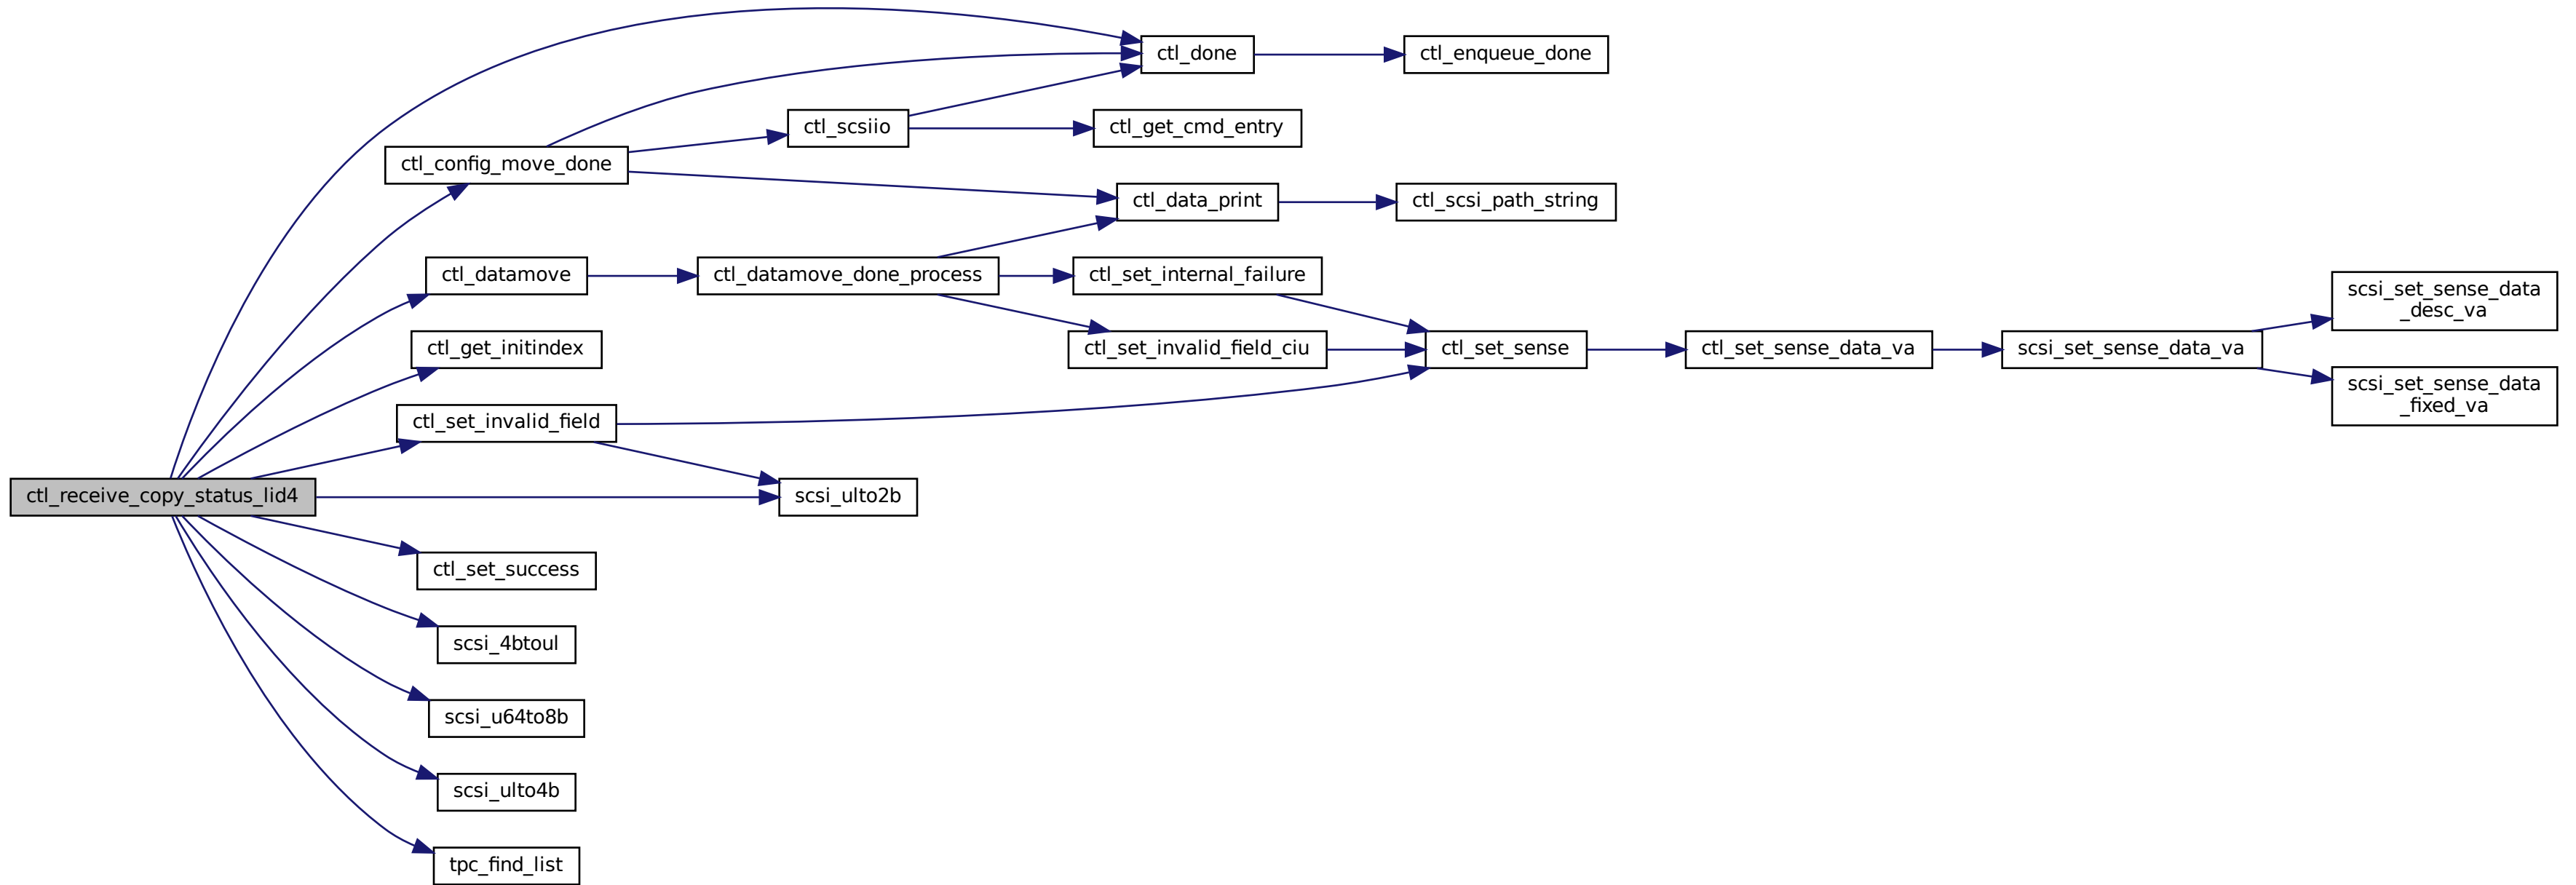 ctl_done
ctl_enqueue_done
ctl_scsiio
ctl_get_cmd_entry
ctl_config_move_done
ctl_data_print
ctl_scsi_path_string
ctl_datamove
ctl_datamove_done_process
ctl_set_internal_failure
scsi_set_sense_data
_desc_va
ctl_get_initindex
ctl_set_invalid_field_ciu
ctl_set_sense
ctl_set_sense_data_va
scsi_set_sense_data_va
scsi_set_sense_data
_fixed_va
ctl_set_invalid_field
ctl_receive_copy_status_lid4
scsi_ulto2b
ctl_set_success
scsi_4btoul
scsi_u64to8b
scsi_ulto4b
tpc_find_list